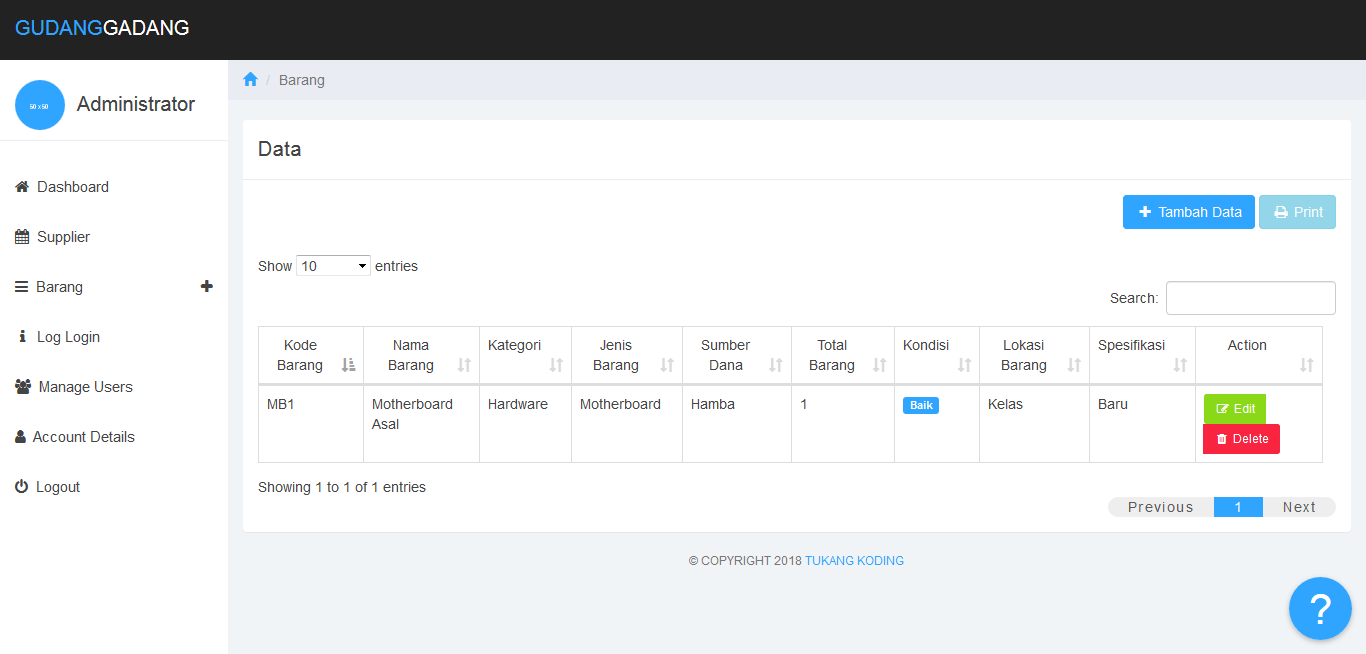 GUDANGGADANG
50 x 50
Administrator
Dashboard
Supplier
Barang
Log Login
Manage Users
Account Details
Logout
/ Barang
Data
Tambah Data Print
Show 10 entries
Search:
Kode Barang Nama Barang Kategori Jenis Barang Sumber Dana Total Barang Kondisi Lokasi Barang Spesifikasi Action
MB1 Motherboard Asal Hardware Motherboard Hamba 1 Baik Kelas Baru Edit
Delete
Showing 1 to 1 of 1 entries
Previous 1 Next
© COPYRIGHT 2018 TUKANG KODING
?